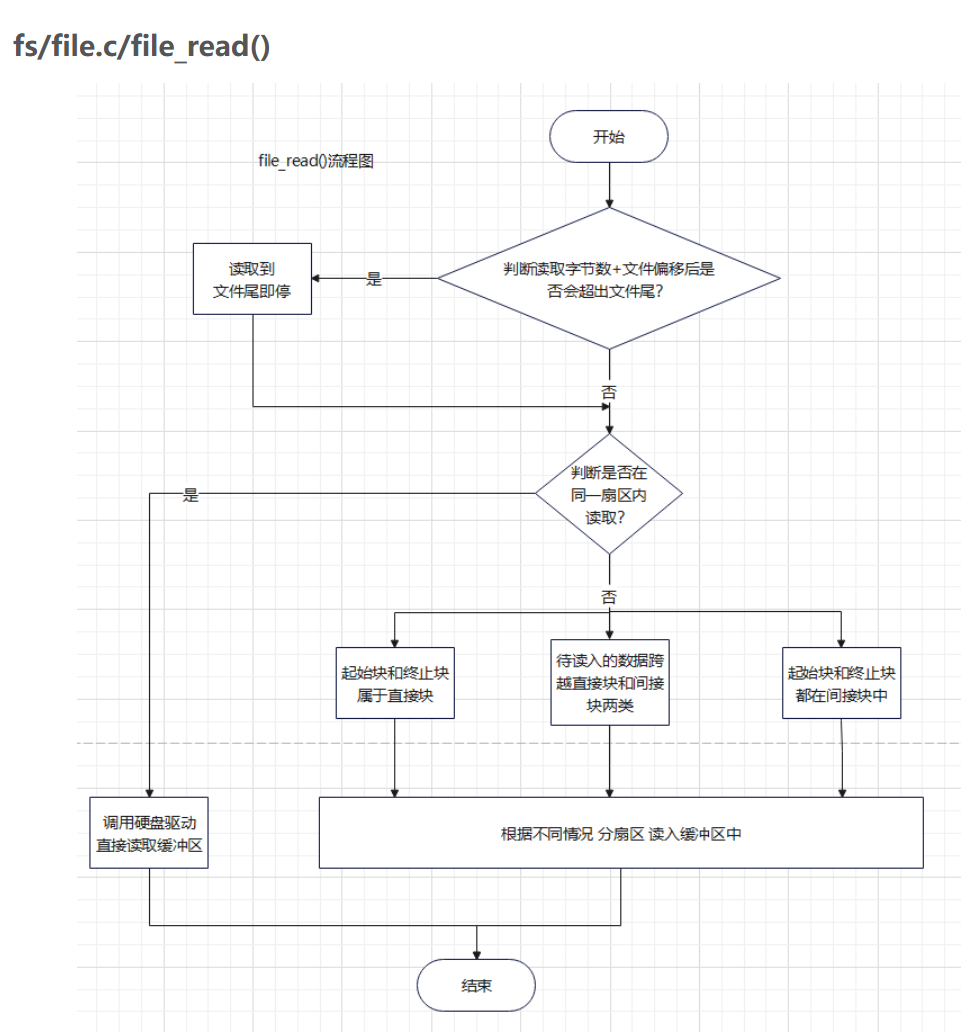 fs/file.c/file_read()
开始
file_read()流程图
判断读取字节数+文件偏移后是
否会超出文件尾?
是
读取到
文件尾即停
否
判断是否在
同一扇区内
读取?
是
否
起始块和终止块
属于直接块
待读入的数据跨
越直接块和间接
块两类
起始块和终止块
都在间接块中
调用硬盘驱动
直接读取缓冲区
根据不同情况 分扇区 读入缓冲区中
结束